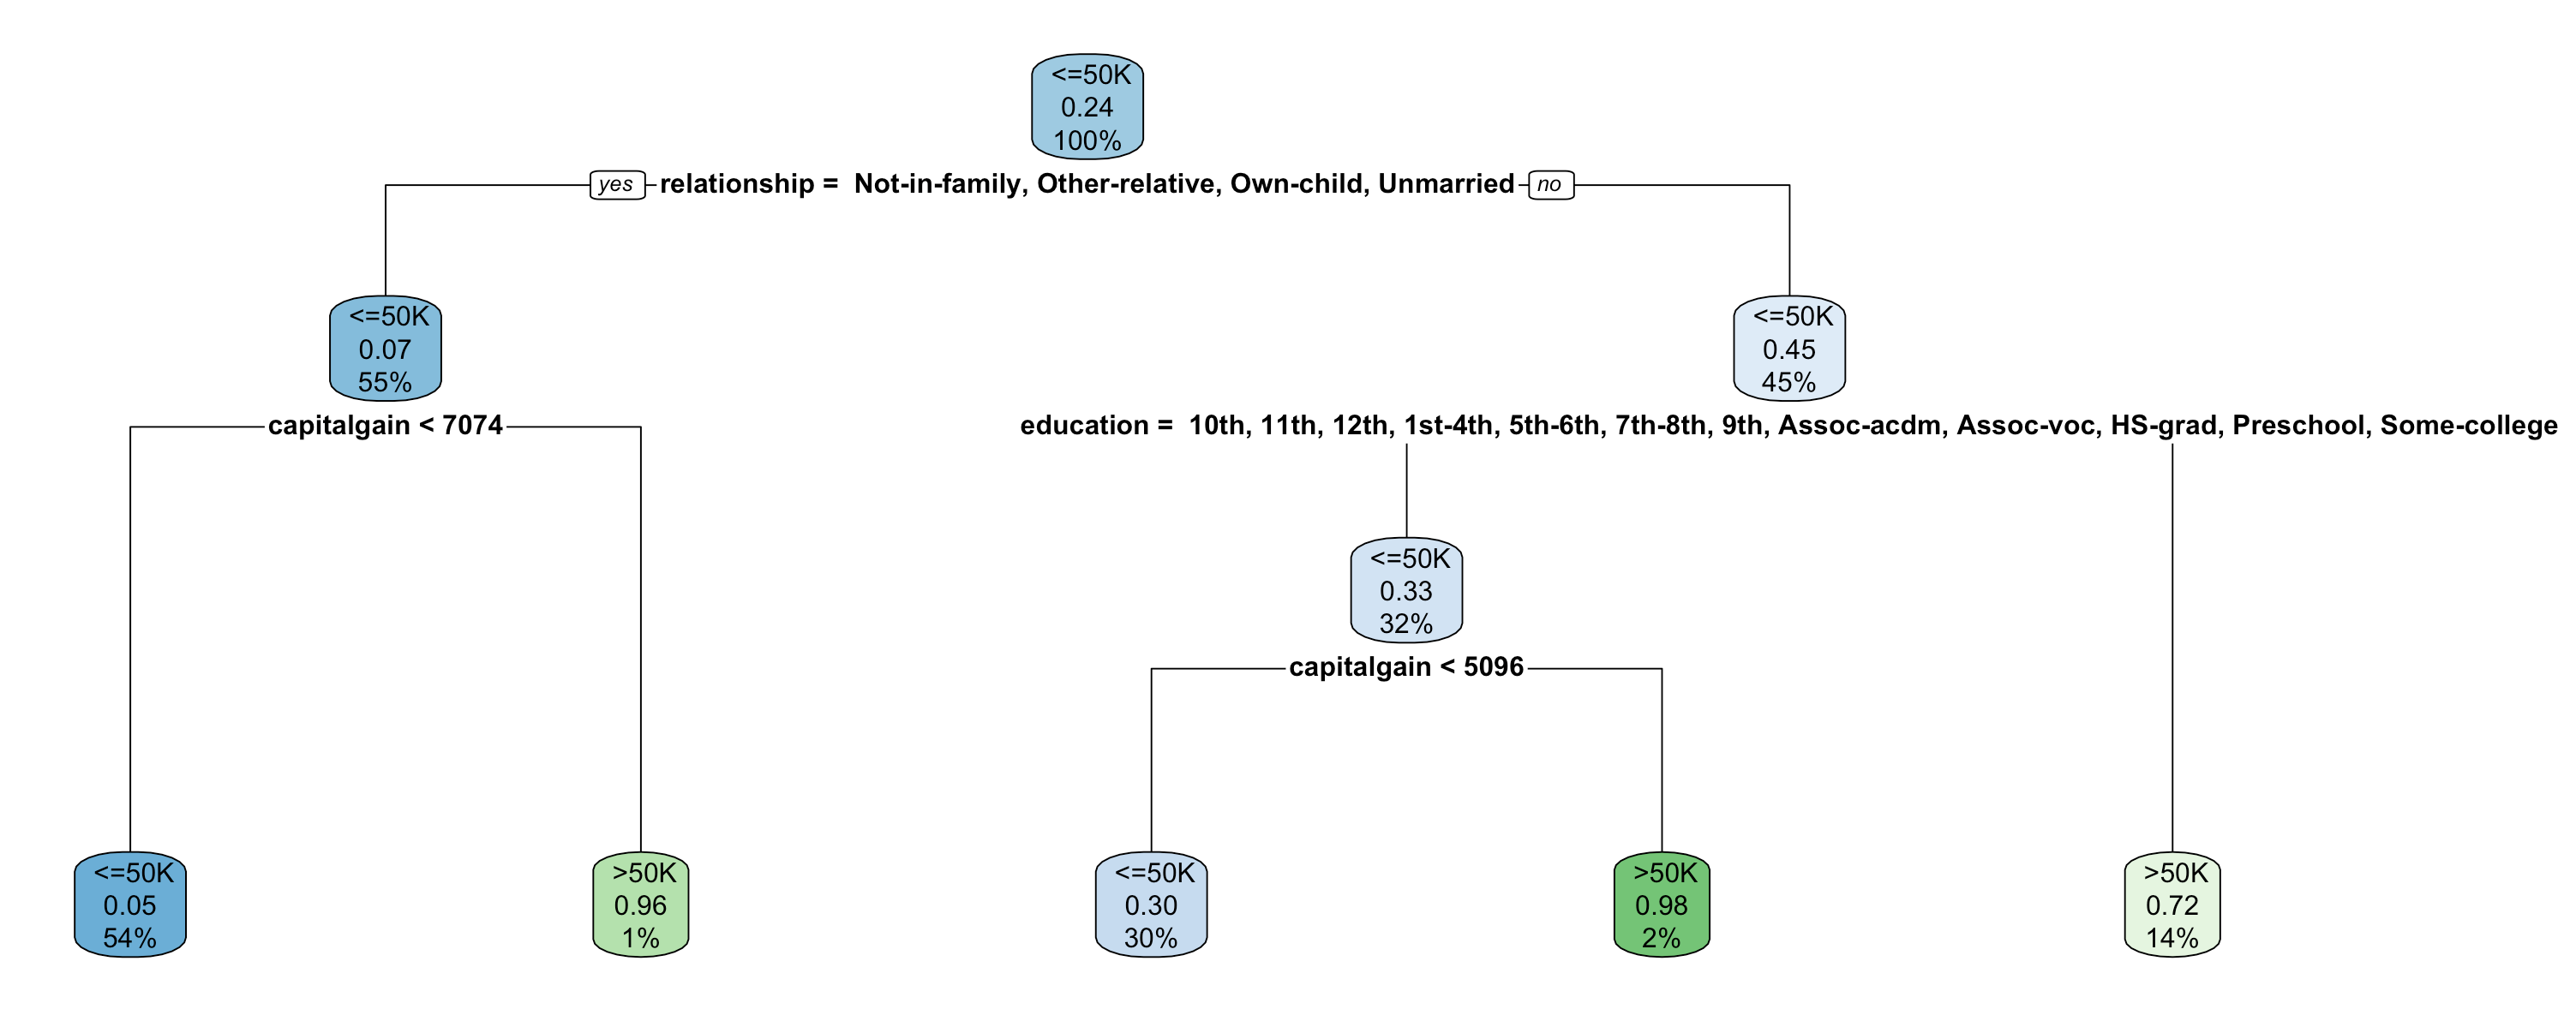 <=50K
0.24
100%
yes
relationship = Not-in-family, Other-relative, Own-child, Unmarried
no
<=50K
0.07
55%
<=50K
0.45
45%
capitalgain < 7074
education = 10th, 11th, 12th, 1st-4th, 5th-6th, 7th-8th, 9th, Assoc-acdm, Assoc-voc, HS-grad, Preschool, Some-college
<=50K
0.33
32%
capitalgain < 5096
<=50K
0.05
54%
>50K
0.96
1%
<=50K
0.30
30%
>50K
0.98
2%
>50K
0.72
14%